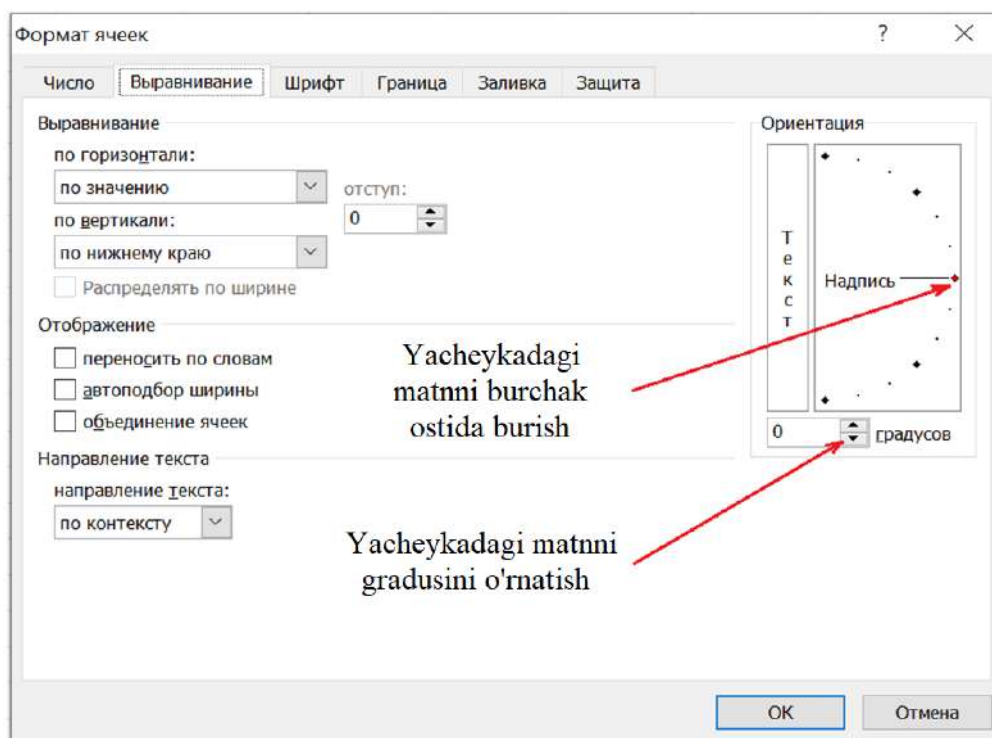 Формат ячеек
?
Число Выравнивание Шрифт Граница Заливка Защита
Выравнивание
по горизонтали:
по значению
отступ:
0
по вертикали:
по нижнему краю
Распределять по ширине
Отображение
переносить по словам
автоподбор ширины
объединение ячеек
Направление текста
направление текста:
по контексту
Ориентация
Текст
Надпись
0 градусов
Yacheykadagi
matnni burchak
ostida burish
Yacheykadagi matnni
gradusini o'rnatish
OK Отмена